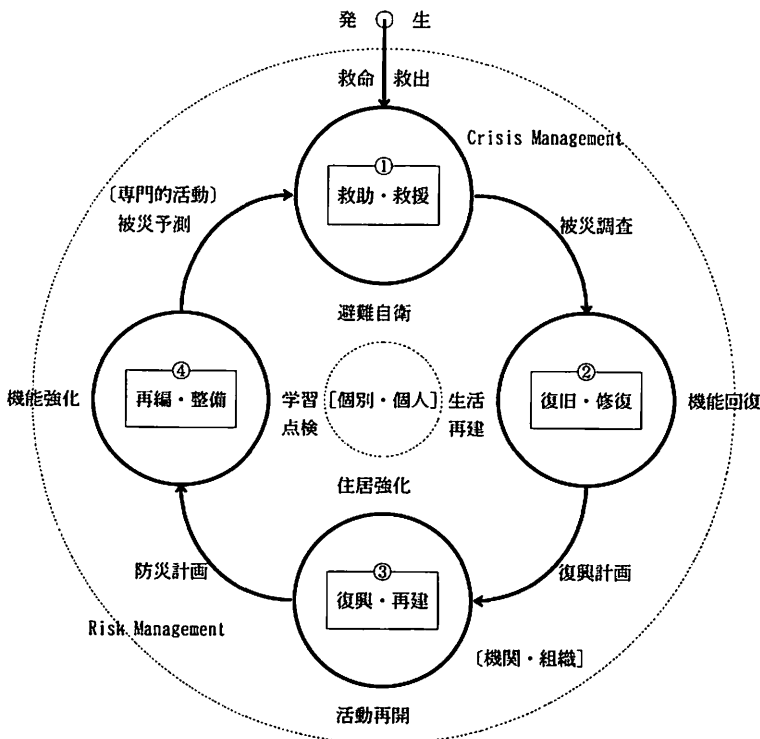 発 生
救命 救出
Crisis Management
①
救助・救援
〔専門的活動〕
被災予測
被災調査
避難自衛
④
再編・整備
機能強化
学習
点検
[個別・個人]
生活
再建
②
復旧・修復
機能回復
住居強化
防災計画
③
復興・再建
復興計画
Risk Management
〔機関・組織〕
活動再開